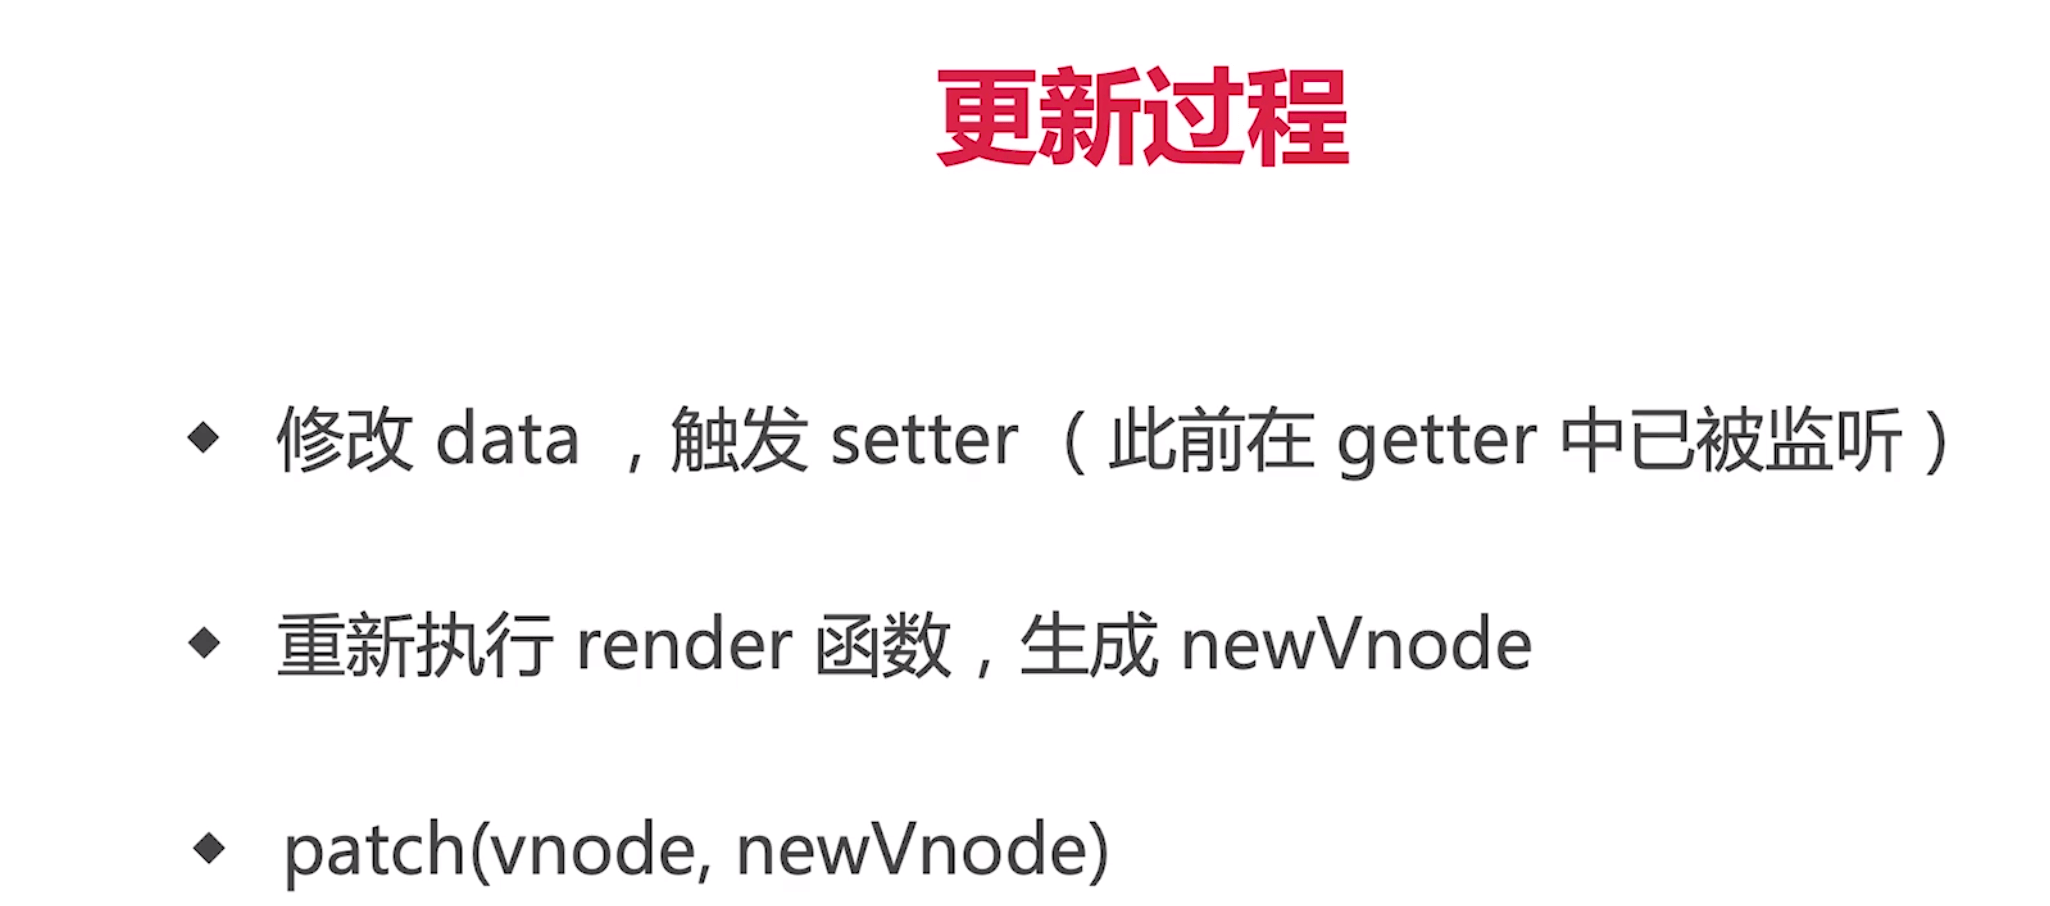 更新过程
◆ 修改 data ，触发 setter （此前在 getter 中已被监听）
◆ 重新执行 render 函数，生成 newVnode
◆ patch(vnode, newVnode)